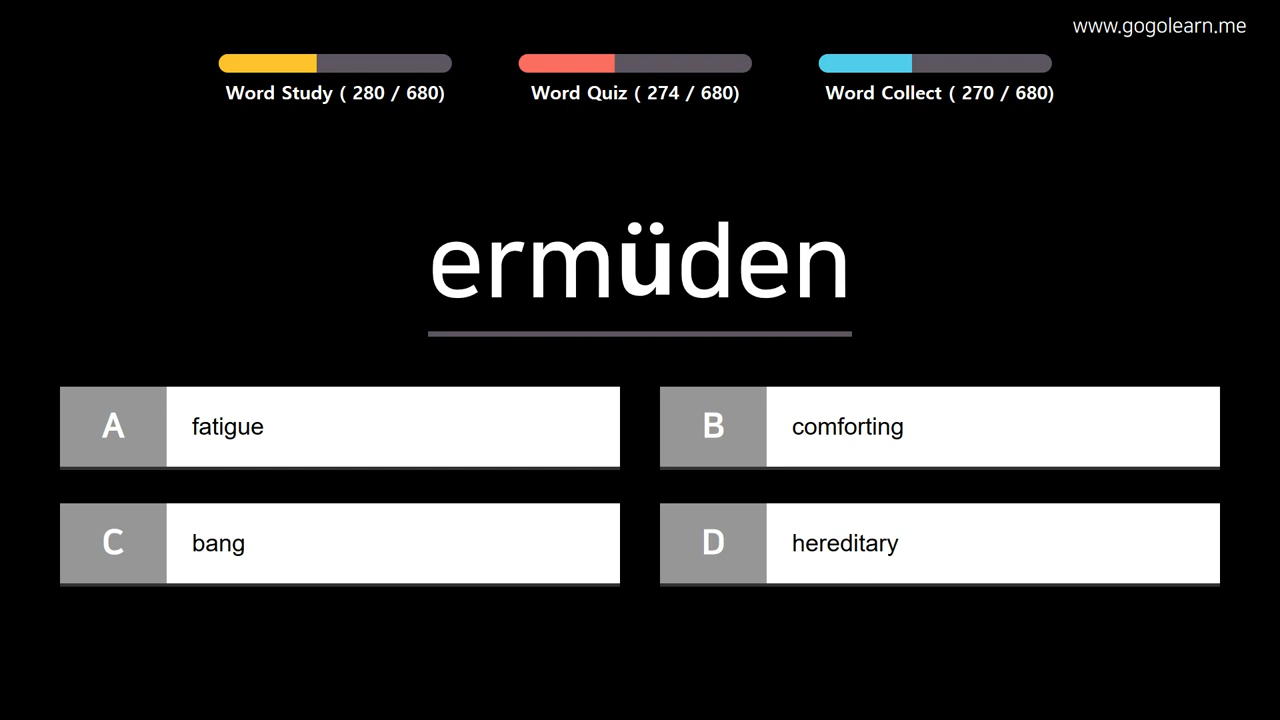 www.gogolearn.me
Word Study ( 280 / 680)
Word Quiz ( 274 / 680)
Word Collect ( 270 / 680)
ermüden
A fatigue
B comforting
C bang
D hereditary